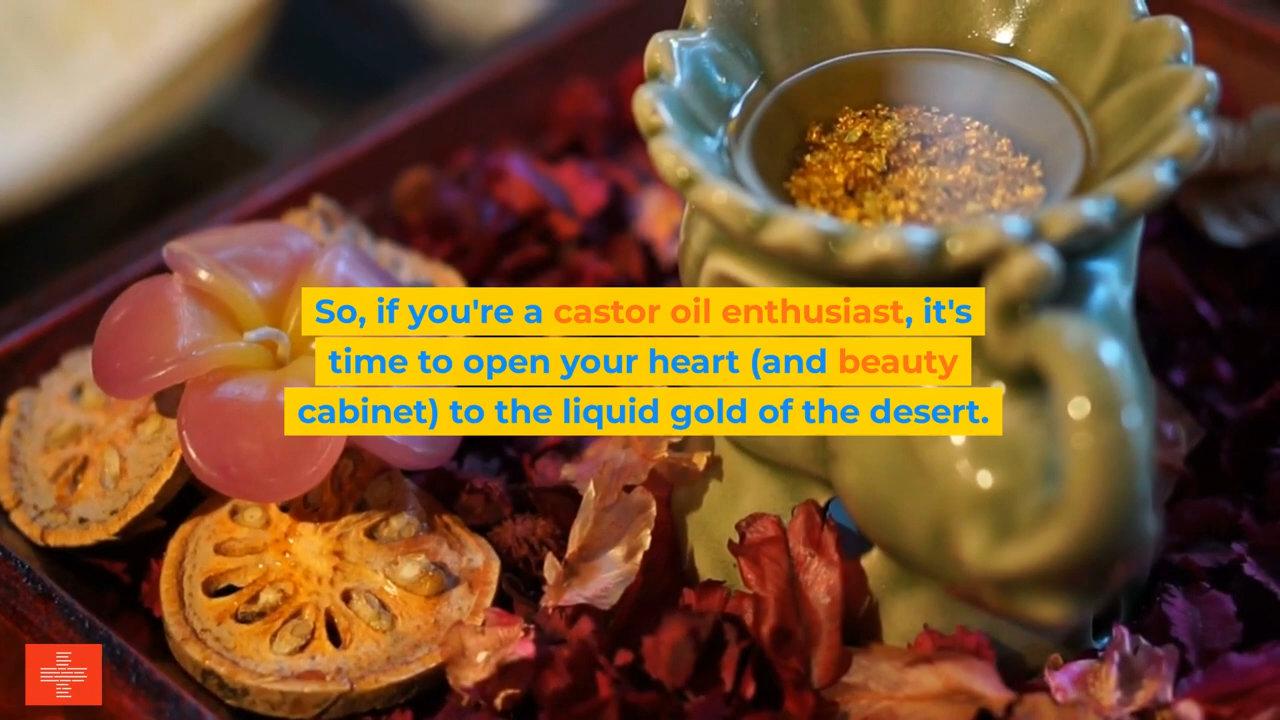 So, if you're a castor oil enthusiast, it's
time to open your heart (and beauty
cabinet) to the liquid gold of the desert.